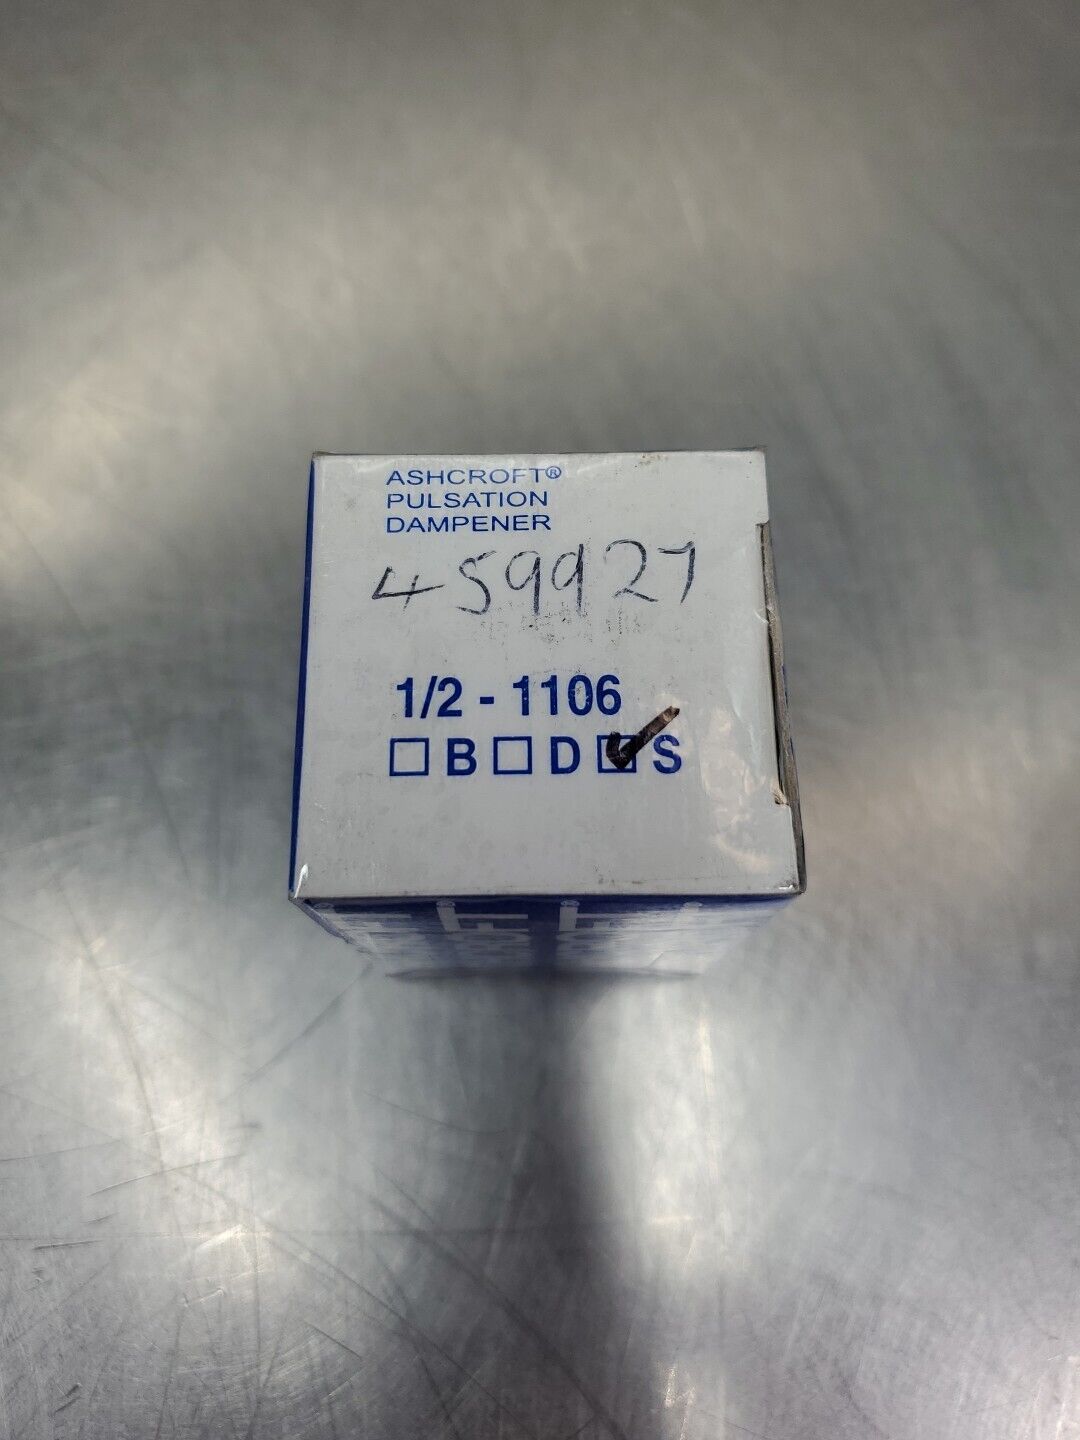 ASHCROFT®
PULSATION
DAMPENER
459927
1/2 - 1106
☐ B ☐ D ☑ S